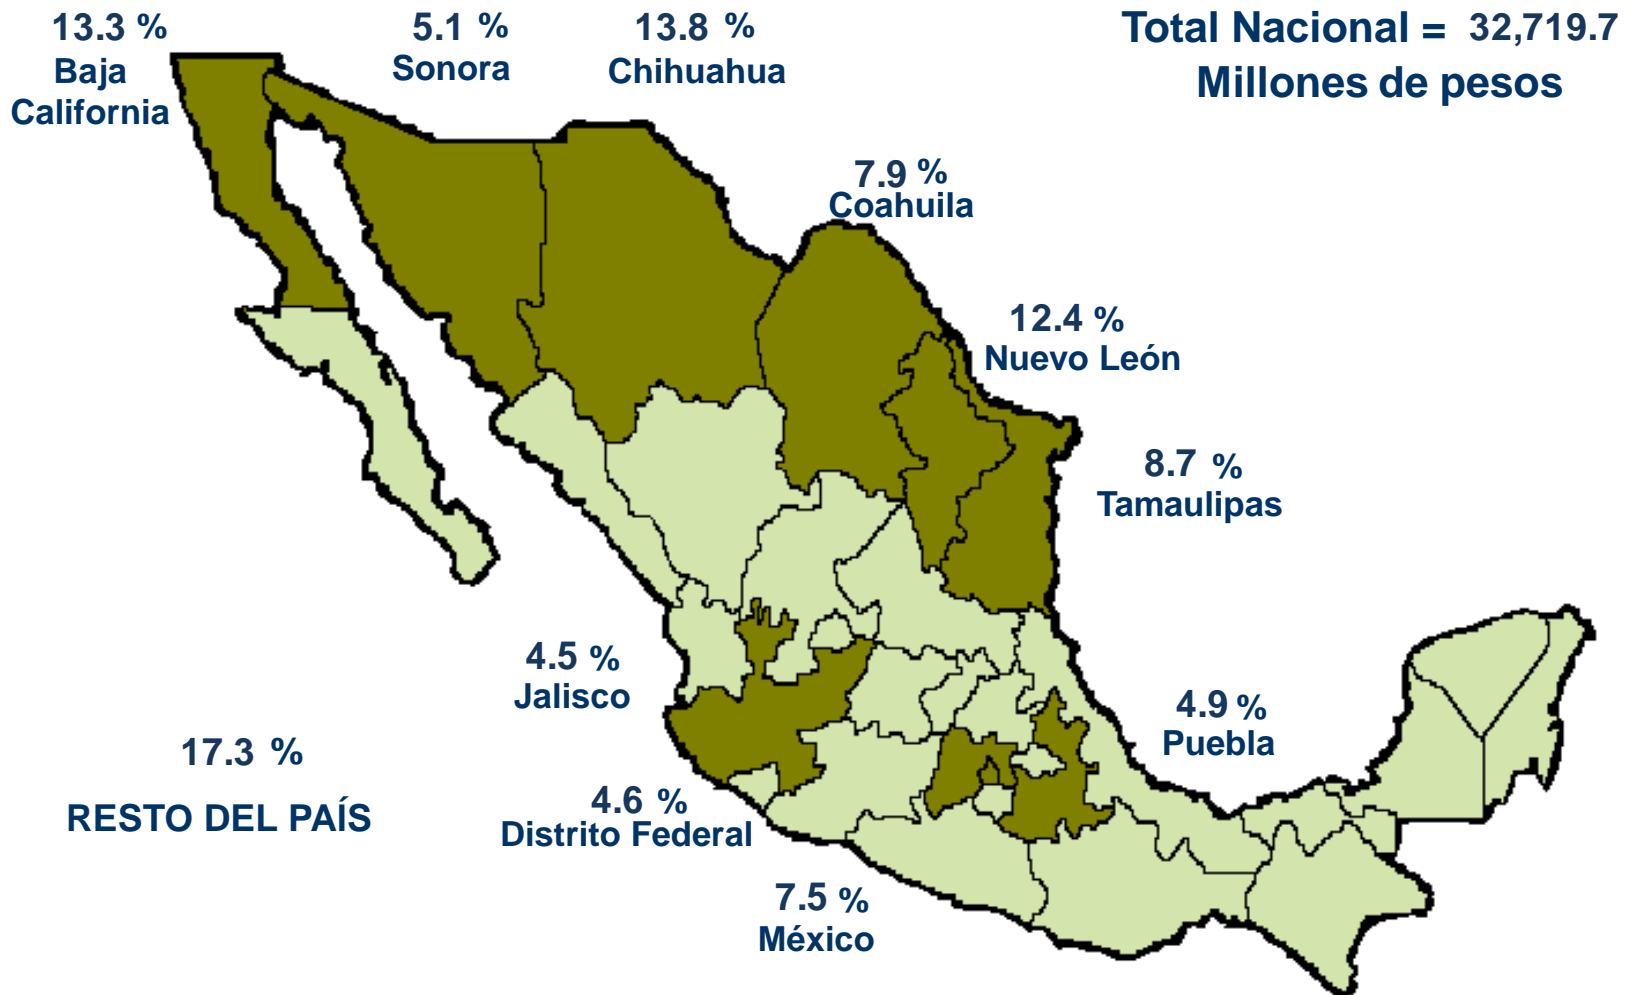 13.3 %
Baja
California
5.1 %
Sonora
13.8 %
Chihuahua
Total Nacional = 32,719.7
Millones de pesos
7.9 %
Coahuila
12.4 %
Nuevo León
8.7 %
Tamaulipas
4.5 %
Jalisco
4.9 %
Puebla
17.3 %
RESTO DEL PAÍS
4.6 %
Distrito Federal
7.5 %
México